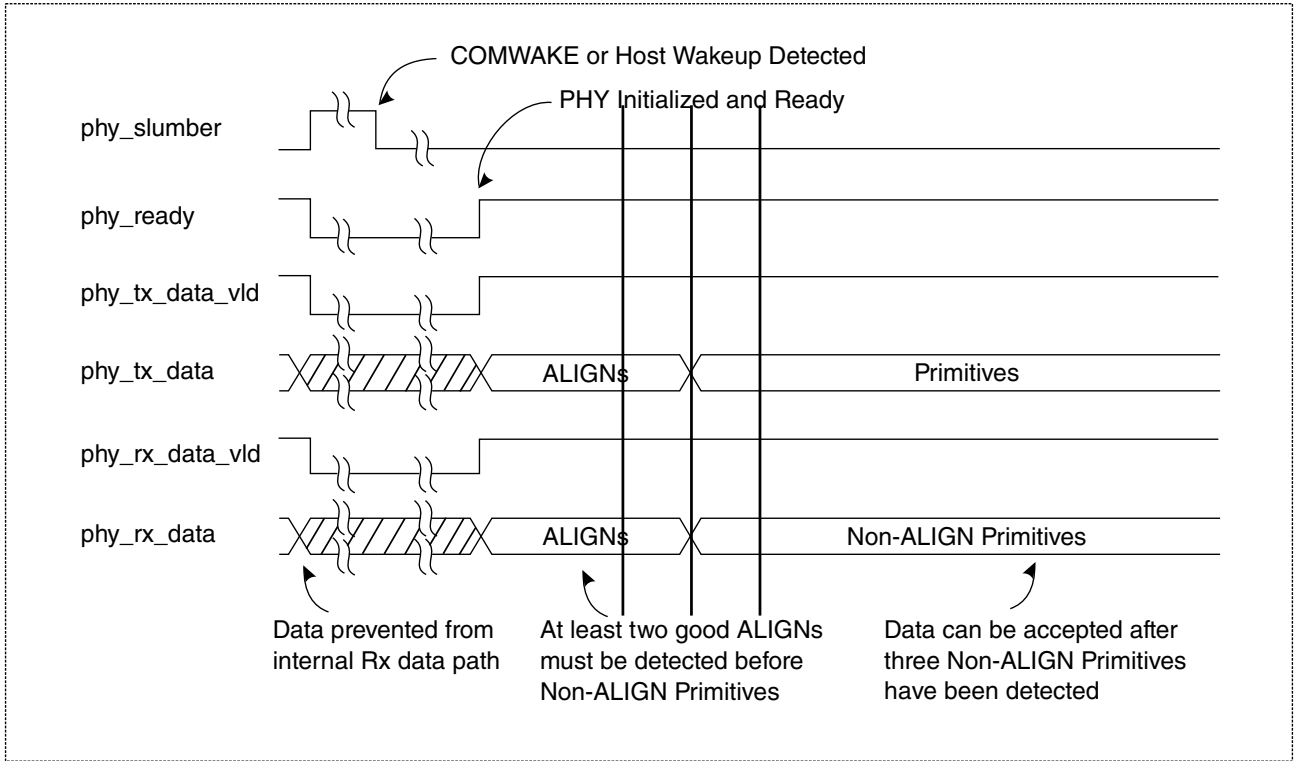 COMWAKE or Host Wakeup Detected
PHY Initialized and Ready
phy_slumber
phy_ready
phy_tx_data_vld
phy_tx_data
ALIGNs
Primitives
phy_rx_data_vld
phy_rx_data
ALIGNs
Non-ALIGN Primitives
Data prevented from
internal Rx data path
At least two good ALIGNs
must be detected before
Non-ALIGN Primitives
Data can be accepted after
three Non-ALIGN Primitives
have been detected